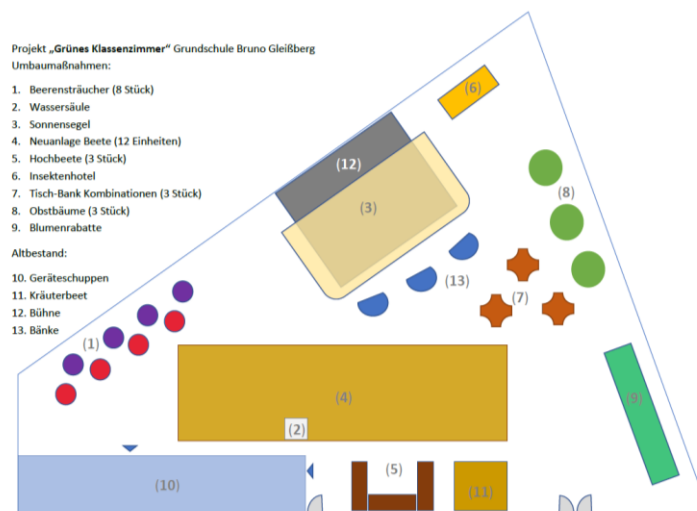 Projekt „Grünes Klassenzimmer“ Grundschule Bruno Gleißberg
Umbaumaßnahmen:
1. Beerensträucher (8 Stück)
2. Wassersäule
3. Sonnensegel
4. Neuanlage Beete (12 Einheiten)
5. Hochbeete (3 Stück)
6. Insektenhotel
7. Tisch-Bank Kombinationen (3 Stück)
8. Obstbäume (3 Stück)
9. Blumenrabatte
Altbestand:
10. Geräteschuppen
11. Kräuterbeet
12. Bühne
13. Bänke
(6)
(12)
(8)
(3)
(13)
(7)
(1)
(4)
(9)
(2)
(5)
(10)
(11)